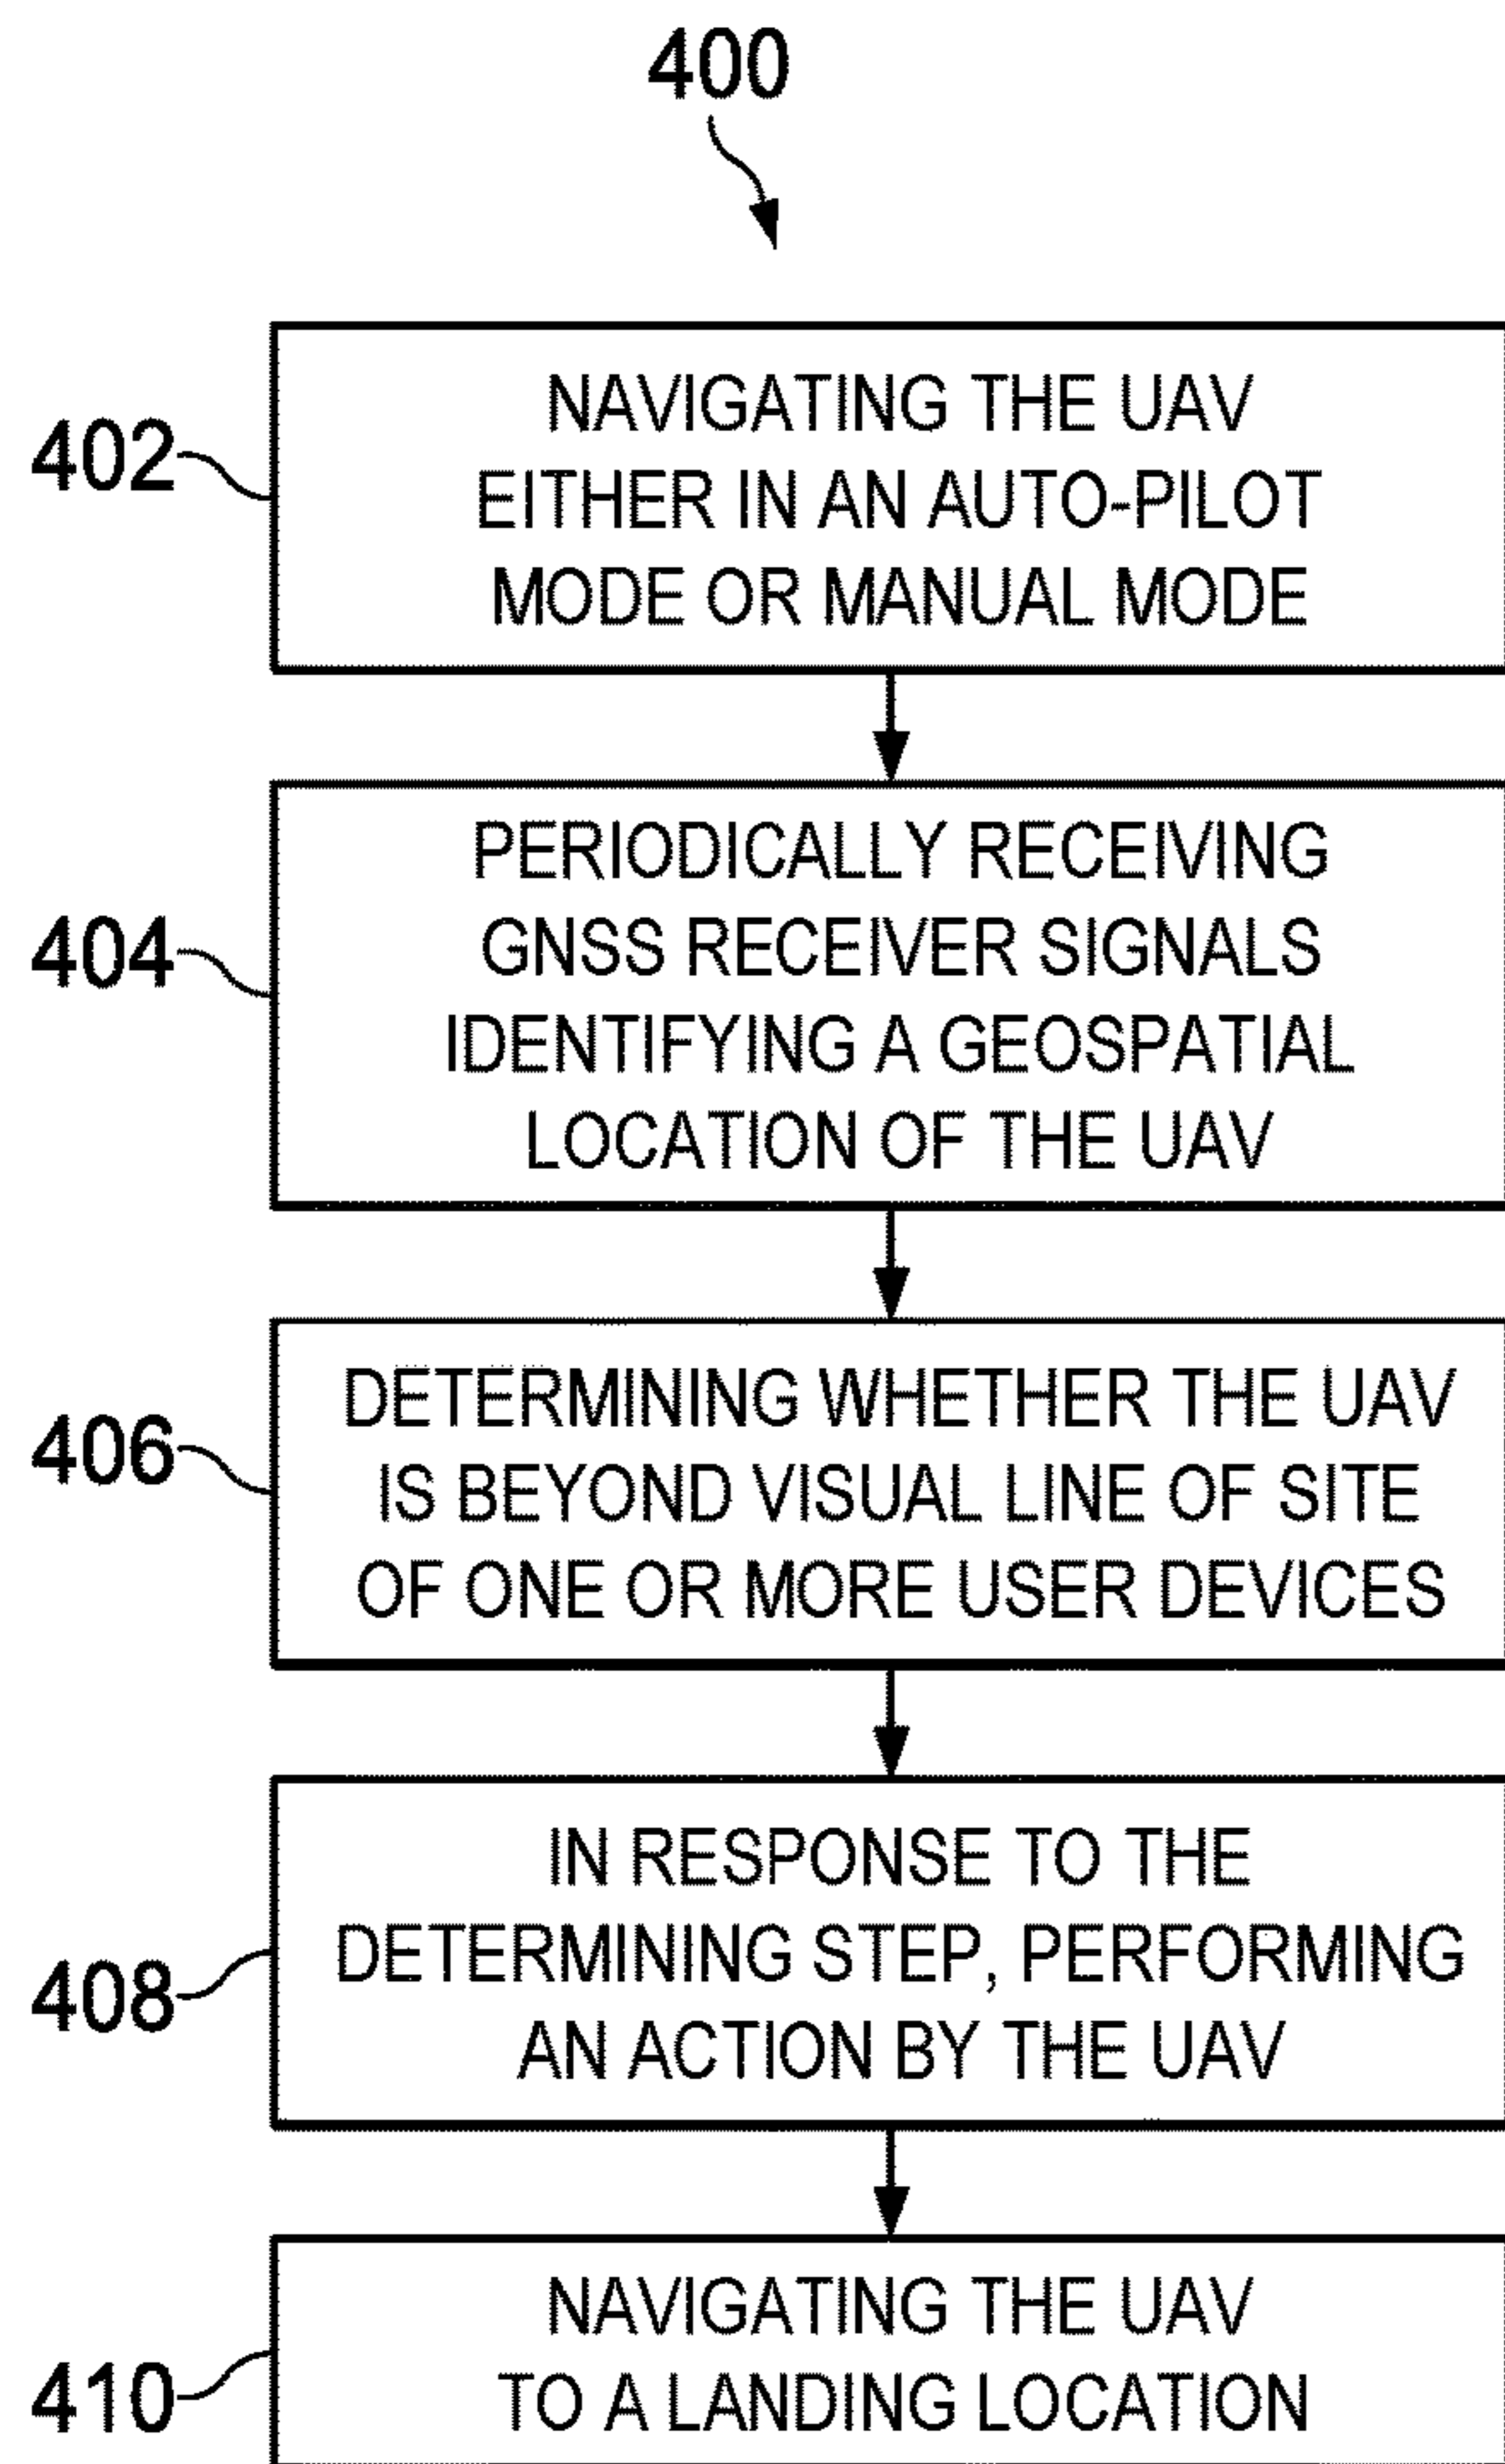 400
402
NAVIGATING THE UAV
EITHER IN AN AUTO-PILOT
MODE OR MANUAL MODE
404
PERIODICALLY RECEIVING
GNSS RECEIVER SIGNALS
IDENTIFYING A GEOSPATIAL
LOCATION OF THE UAV
406
DETERMINING WHETHER THE UAV
IS BEYOND VISUAL LINE OF SITE
OF ONE OR MORE USER DEVICES
408
IN RESPONSE TO THE
DETERMINING STEP, PERFORMING
AN ACTION BY THE UAV
410
NAVIGATING THE UAV
TO A LANDING LOCATION